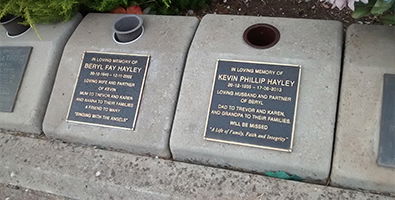 IN LOVING MEMORY OF
BERYL FAY HAYLEY
LOVING WIFE AND PARTNER
OF KEVIN
MUM TO TREVOR AND KAREN
AND NANNA TO THEIR FAMILIES
A FRIEND TO MANY
"SINGING WITH THE ANGELS"
IN LOVING MEMORY OF
KEVIN PHILLIP HAYLEY
26-12-1935 ~ 17-06-2013
LOVING HUSBAND AND PARTNER
OF BERYL
DAD TO TREVOR AND KAREN,
AND GRANDPA TO THEIR FAMILIES.
WILL BE MISSED
"A Life of Family, Faith and Integrity"